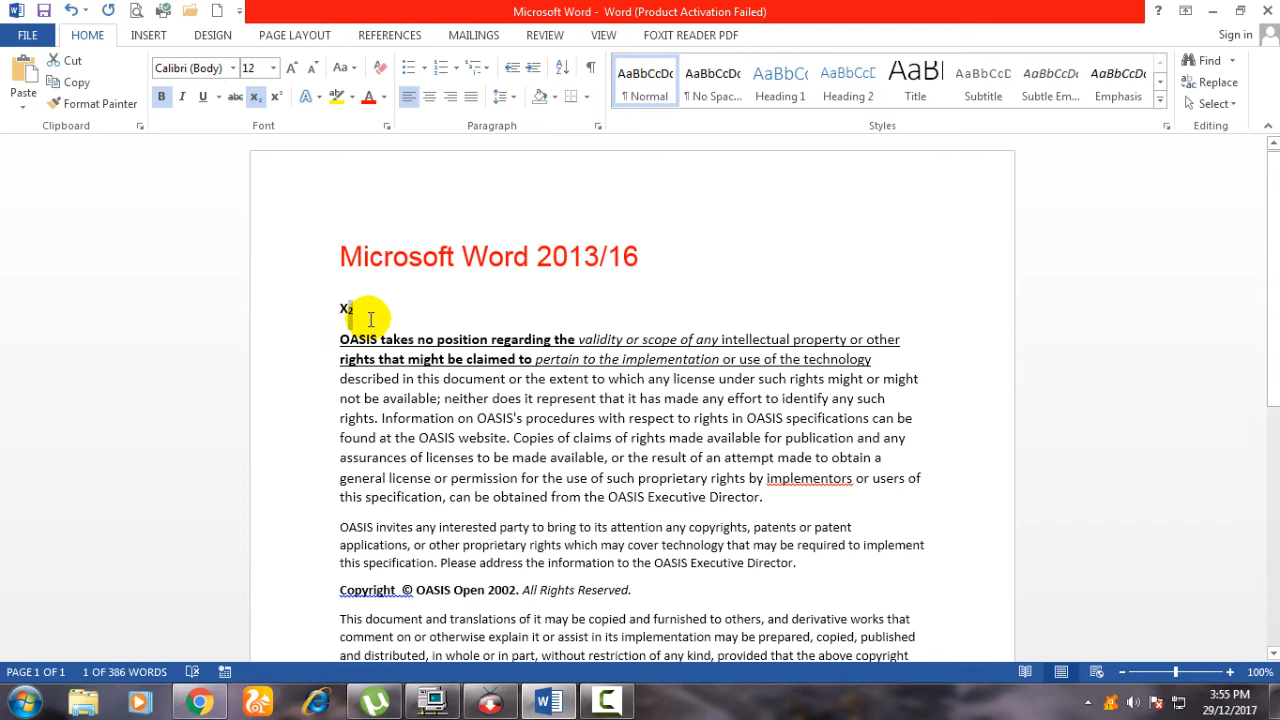 Microsoft Word - Word (Product Activation Failed)
?
FILE HOME INSERT DESIGN PAGE LAYOUT REFERENCES MAILINGS REVIEW VIEW FOXIT READER PDF Sign in
Paste Cut Copy Format Painter
Calibri (Body) 12 A A Aa
B I U abc X₂ X² A A
AaBbCcDc AaBbCcDc AaBbCc AaBbCc AaBl AaBbCcDc AaBbCcDc AaBbCcDc
¶ Normal ¶ No Spac... Heading 1 Heading 2 Title Subtitle Subtle Em... Emphasis
Find Replace Select
Clipboard Font Paragraph Styles Editing
Microsoft Word 2013/16
X₂
OASIS takes no position regarding the validity or scope of any intellectual property or other
rights that might be claimed to pertain to the implementation or use of the technology
described in this document or the extent to which any license under such rights might or might
not be available; neither does it represent that it has made any effort to identify any such
rights. Information on OASIS's procedures with respect to rights in OASIS specifications can be
found at the OASIS website. Copies of claims of rights made available for publication and any
assurances of licenses to be made available, or the result of an attempt made to obtain a
general license or permission for the use of such proprietary rights by implementors or users of
this specification, can be obtained from the OASIS Executive Director.
OASIS invites any interested party to bring to its attention any copyrights, patents or patent
applications, or other proprietary rights which may cover technology that may be required to implement
this specification. Please address the information to the OASIS Executive Director.
Copyright © OASIS Open 2002. All Rights Reserved.
This document and translations of it may be copied and furnished to others, and derivative works that
comment on or otherwise explain it or assist in its implementation may be prepared, copied, published
and distributed, in whole or in part, without restriction of any kind, provided that the above copyright
PAGE 1 OF 1 1 OF 386 WORDS 100%
3:55 PM
29/12/2017